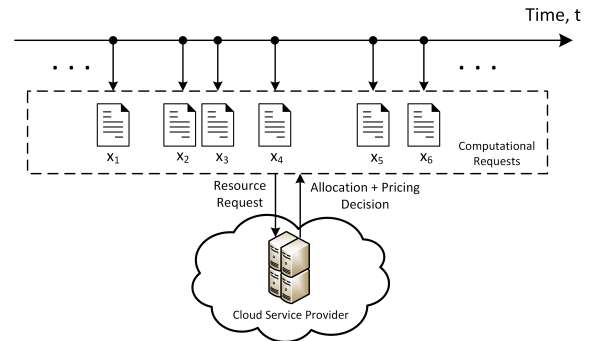 Time, t
. . .
. . .
x₁ x₂ x₃ x₄ x₅ x₆
Computational
Requests
Resource
Request
Allocation + Pricing
Decision
Cloud Service Provider